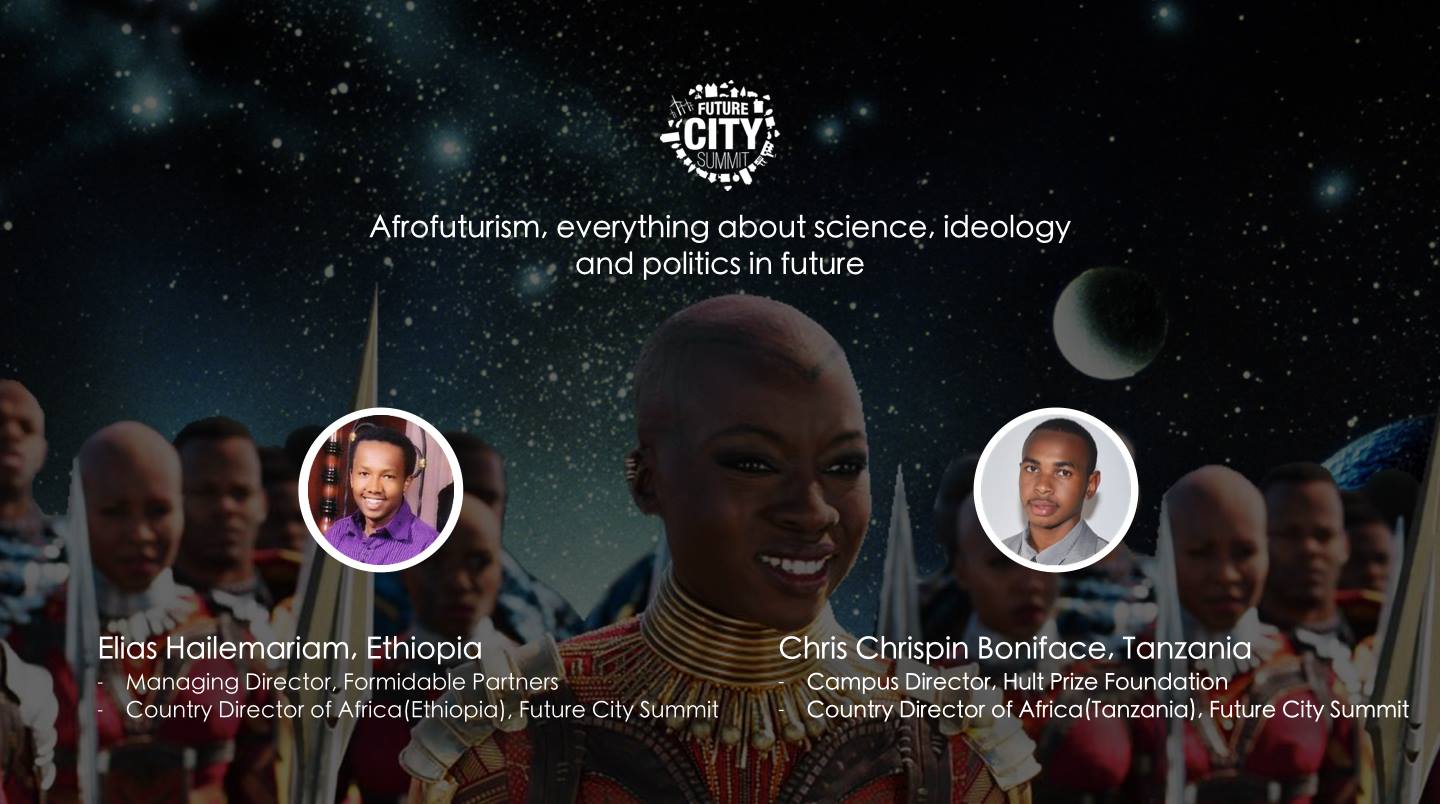 FUTURE
CITY
SUMMIT
Afrofuturism, everything about science, ideology
and politics in future
Elias Hailemariam, Ethiopia
- Managing Director, Formidable Partners
- Country Director of Africa(Ethiopia), Future City Summit
Chris Chrispin Boniface, Tanzania
- Campus Director, Hult Prize Foundation
- Country Director of Africa(Tanzania), Future City Summit